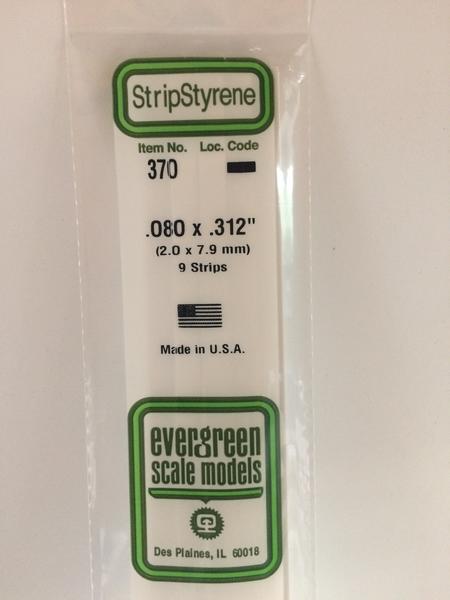 StripStyrene
Item No. Loc. Code
370
.080 x .312"
(2.0 x 7.9 mm)
9 Strips
Made in U.S.A.
evergreen
scale models
Des Plaines, IL 60018